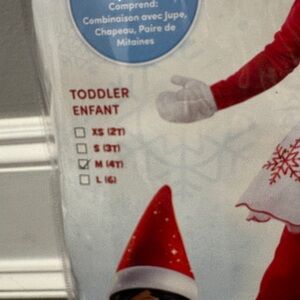 Comprend:
Combinaison avec Jupe,
Chapeau, Paire de
Mitaines
TODDLER
ENFANT
XS (2T)
S (3T)
M (4T)
L (6)